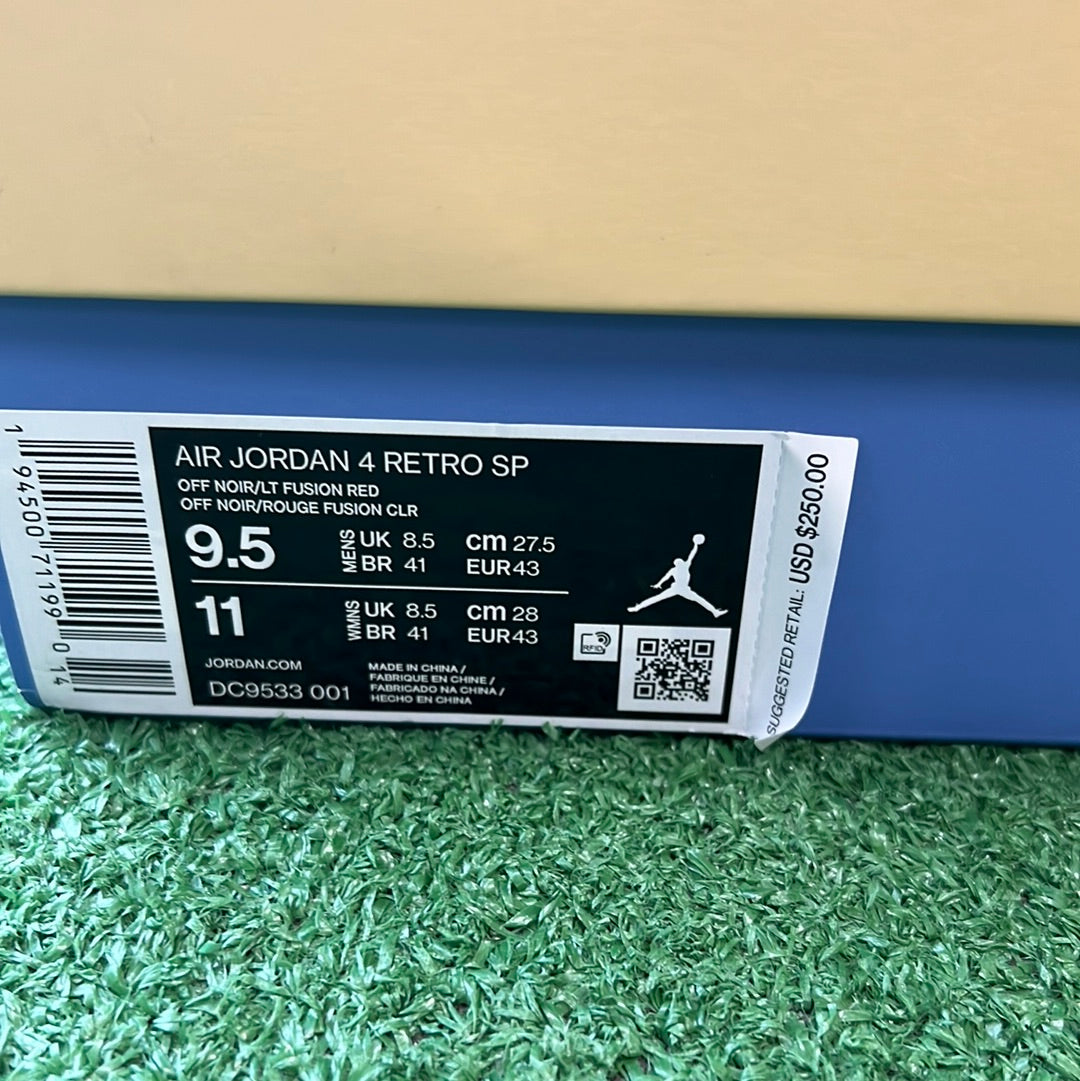 1 94500 71199 0 14
AIR JORDAN 4 RETRO SP
OFF NOIR/LT FUSION RED
OFF NOIR/ROUGE FUSION CLR
9.5
MENS
UK 8.5 cm 27.5
BR 41 EUR 43
11
WMNS
UK 8.5 cm 28
BR 41 EUR 43
JORDAN.COM
DC9533 001
MADE IN CHINA /
FABRIQUE EN CHINE /
FABRICADO NA CHINA /
HECHO EN CHINA
RFID
SUGGESTED RETAIL: USD $250.00